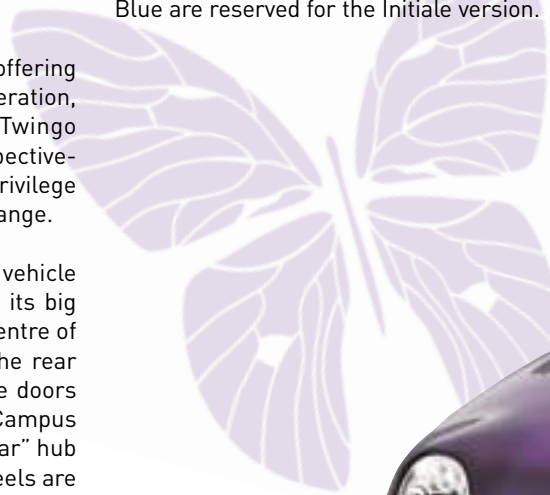 offering
eration,
Twingo
pective-
rivilege
ange.
vehicle
its big
entre of
he rear
e doors
Campus
ar” hub
eels are
Blue are reserved for the Initiale version.